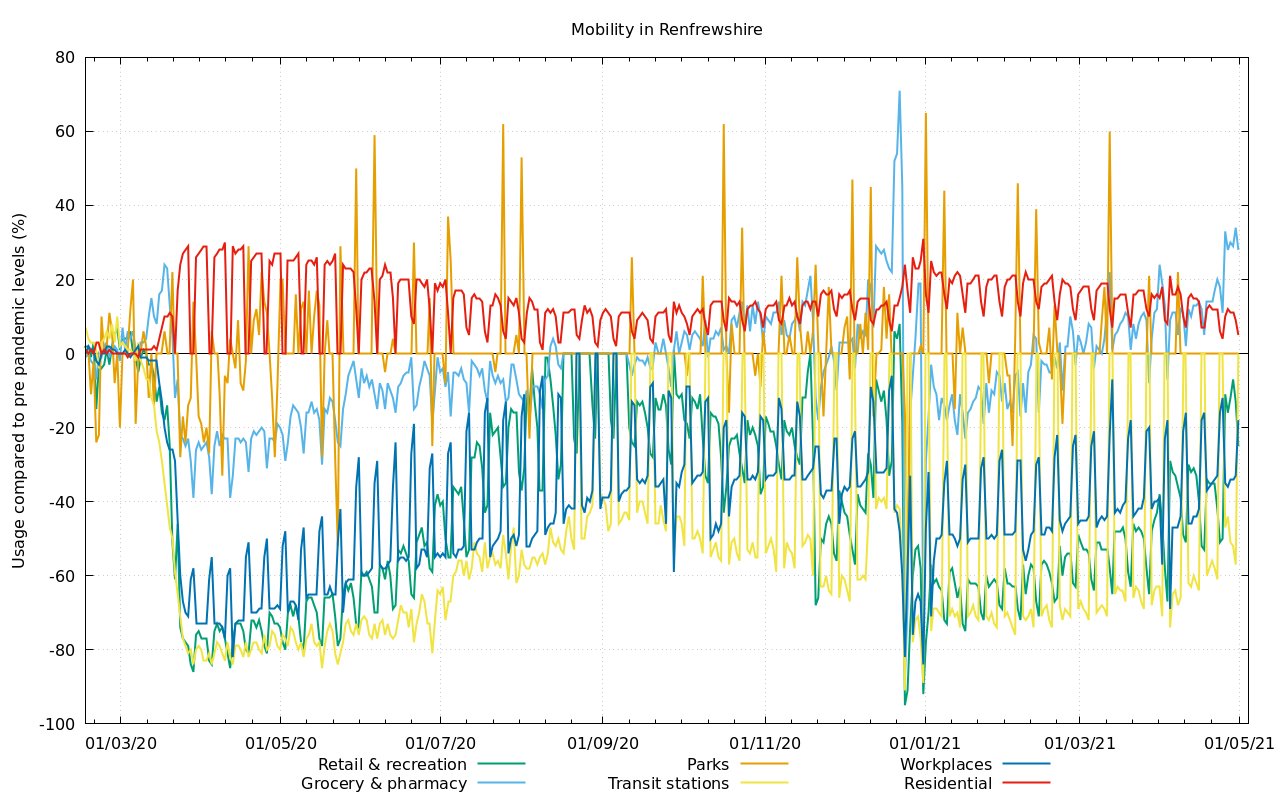 Mobility in Renfrewshire
Usage compared to pre pandemic levels (%)
80
60
40
20
0
-20
-40
-60
-80
-100
01/03/20 01/05/20 01/07/20 01/09/20 01/11/20 01/01/21 01/03/21 01/05/21
Retail & recreation Parks Workplaces
Grocery & pharmacy Transit stations Residential